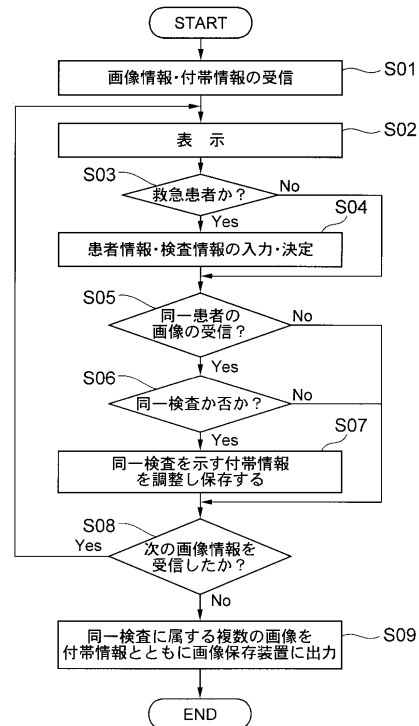 START
画像情報・付帯情報の受信
S01
表 示
S02
S03
救急患者か?
No
Yes
S04
患者情報・検査情報の入力・決定
S05
同一患者の
画像の受信?
No
Yes
S06
同一検査か否か?
No
Yes
S07
同一検査を示す付帯情報
を調整し保存する
S08
Yes
次の画像情報を
受信したか?
No
S09
同一検査に属する複数の画像を
付帯情報とともに画像保存装置に出力
END